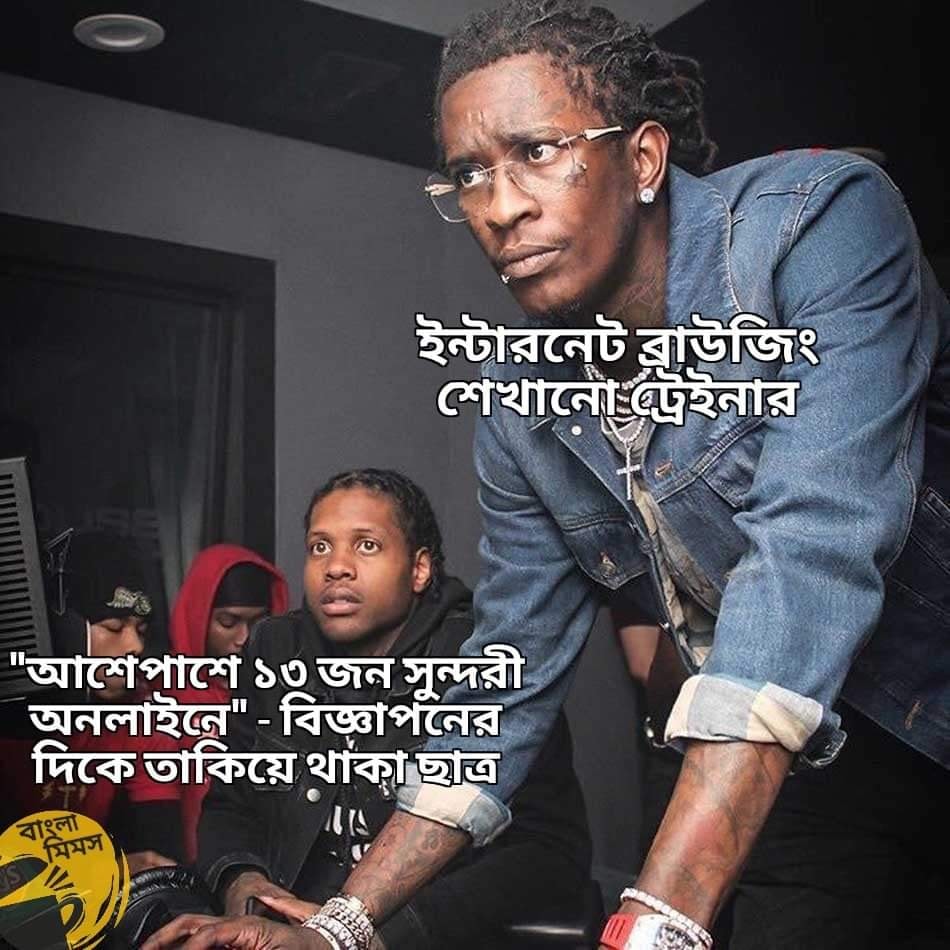 ইন্টারনেট ব্রাউজিং
শেখানো ট্রেইনার
"আশেপাশে ১৩ জন সুন্দরী
অনলাইনে" - বিজ্ঞাপনের
দিকে তাকিয়ে থাকা ছাত্র
বাংলা
মিমস